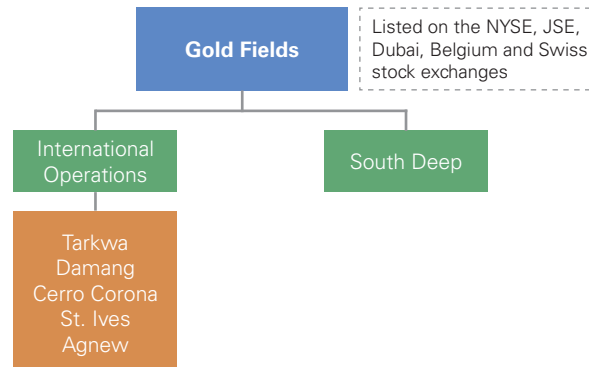 Gold Fields
Listed on the NYSE, JSE,
Dubai, Belgium and Swiss
stock exchanges
International
Operations
South Deep
Tarkwa
Damang
Cerro Corona
St. Ives
Agnew